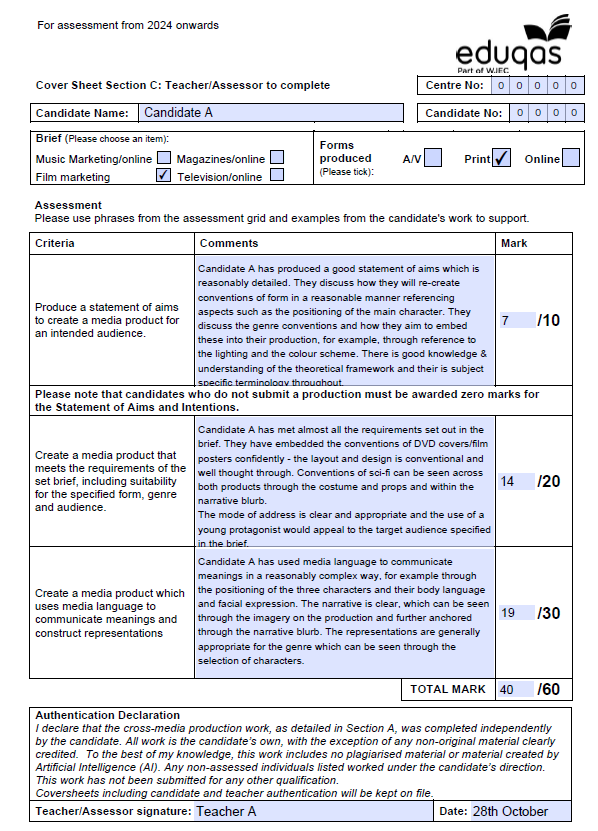 For assessment from 2024 onwards
eduqas
Part of WJEC
Cover Sheet Section C: Teacher/Assessor to complete
Centre No: 0 0 0 0 0
Candidate Name: Candidate A
Candidate No: 0 0 0 0
Brief (Please choose an item):
Music Marketing/online
Magazines/online
Film marketing ✓
Television/online
Forms
produced
(Please tick):
A/V
Print ✓
Online
Assessment
Please use phrases from the assessment grid and examples from the candidate's work to support.
Criteria
Comments
Mark
Produce a statement of aims
to create a media product for
an intended audience.
Candidate A has produced a good statement of aims which is
reasonably detailed. They discuss how they will re-create
conventions of form in a reasonable manner referencing
aspects such as the positioning of the main character. They
discuss the genre conventions and how they aim to embed
these into their production, for example, through reference to
the lighting and the colour scheme. There is good knowledge &
understanding of the theoretical framework and their is subject
specific terminology throughout.
7 /10
Please note that candidates who do not submit a production must be awarded zero marks for
the Statement of Aims and Intentions.
Create a media product that
meets the requirements of the
set brief, including suitability
for the specified form, genre
and audience.
Candidate A has met almost all the requirements set out in the
brief. They have embedded the conventions of DVD covers/film
posters confidently - the layout and design is conventional and
well thought through. Conventions of sci-fi can be seen across
both products through the costume and props and within the
narrative blurb.
The mode of address is clear and appropriate and the use of a
young protagonist would appeal to the target audience specified
in the brief.
14 /20
Create a media product which
uses media language to
communicate meanings and
construct representations
Candidate A has used media language to communicate
meanings in a reasonably complex way, for example through
the positioning of the three characters and their body language
and facial expression. The narrative is clear, which can be seen
through the imagery on the production and further anchored
through the narrative blurb. The representations are generally
appropriate for the genre which can be seen through the
selection of characters.
19 /30
TOTAL MARK 40 /60
Authentication Declaration
I declare that the cross-media production work, as detailed in Section A, was completed independently
by the candidate. All work is the candidate's own, with the exception of any non-original material clearly
credited. To the best of my knowledge, this work includes no plagiarised material or material created by
Artificial Intelligence (AI). Any non-assessed individuals listed worked under the candidate's direction.
This work has not been submitted for any other qualification.
Coversheets including candidate and teacher authentication will be kept on file.
Teacher/Assessor signature: Teacher A
Date: 28th October